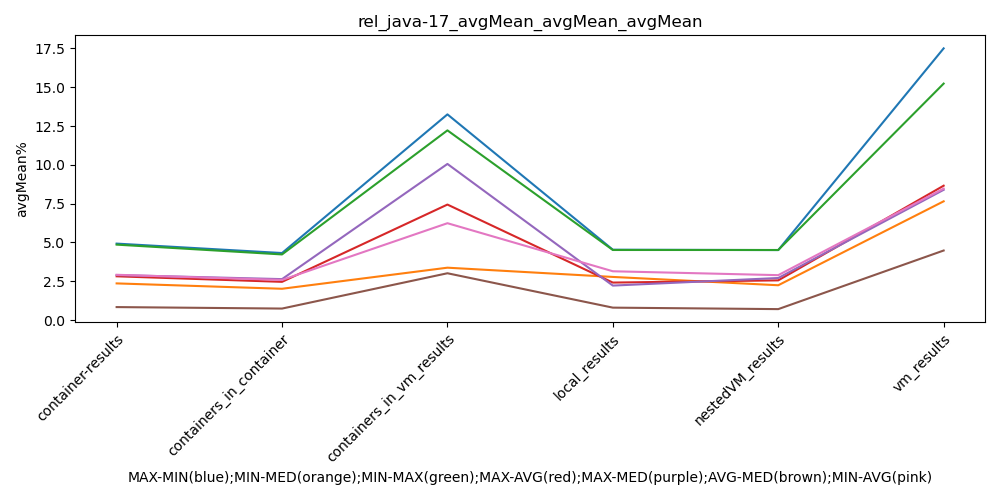 rel_java-17_avgMean_avgMean_avgMean
17.5
15.0
12.5
10.0
7.5
5.0
2.5
0.0
avgMean%
container-results
containers_in_container
containers_in_vm_results
local_results
nestedVM_results
vm_results
MAX-MIN(blue);MIN-MED(orange);MIN-MAX(green);MAX-AVG(red);MAX-MED(purple);AVG-MED(brown);MIN-AVG(pink)